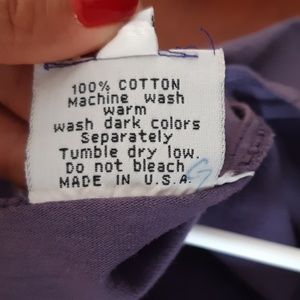 100% COTTON
Machine wash
warm
wash dark colors
Separately
Tumble dry low.
Do not bleach
MADE IN U.S.A.